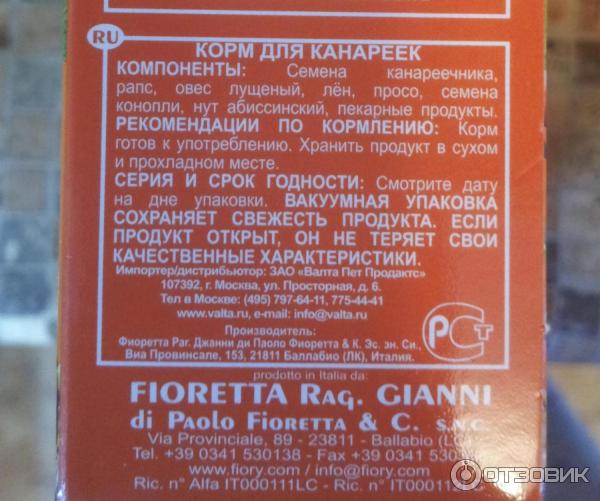 RU
КОРМ ДЛЯ КАНАРЕЕК
КОМПОНЕНТЫ: Семена канареечника,
рапс, овес лущеный, лён, просо, семена
конопли, нут абиссинский, пекарные продукты.
РЕКОМЕНДАЦИИ ПО КОРМЛЕНИЮ: Корм
готов к употреблению. Хранить продукт в сухом
и прохладном месте.
СЕРИЯ И СРОК ГОДНОСТИ: Смотрите дату
на дне упаковки. ВАКУУМНАЯ УПАКОВКА
СОХРАНЯЕТ СВЕЖЕСТЬ ПРОДУКТА. ЕСЛИ
ПРОДУКТ ОТКРЫТ, ОН НЕ ТЕРЯЕТ СВОИ
КАЧЕСТВЕННЫЕ ХАРАКТЕРИСТИКИ.
Импортер/дистрибьютор: ЗАО «Валта Пет Продактс»
107392, г. Москва, ул. Просторная, д. 6.
Тел в Москве: (495) 797-64-11, 775-44-41
www.valta.ru, e-mail: info@valta.ru
Производитель:
Фиоретта Раг. Джанни ди Паоло Фиоретта & К. Эс. эн. Си.,
Виа Провинсале, 153, 21811 Баллабио (ЛК), Италия.
РСТ
prodotto in Italia da:
FIORETTA RAG. GIANNI
di PAOLO FIORETTA & C. S.N.C.
Via Provinciale, 89 - 23811 - Ballabio (LC)
Tel. +39 0341 530138 - Fax +39 0341
http://www.fiory.com / info@fiory.com
Ric. n° Alfa IT000111LC - Ric. n° IT000111LC
ОТЗОВИК